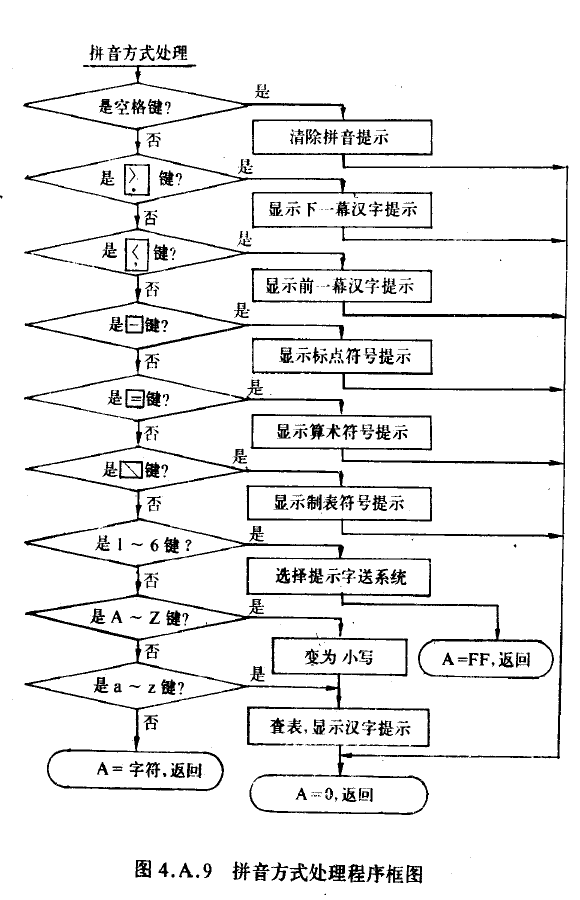 拼音方式处理
是空格键?
是
清除拼音提示
否
是 >. 键?
是
显示下一幕汉字提示
否
是 <, 键?
是
显示前一幕汉字提示
否
是-键?
是
显示标点符号提示
否
是=键?
是
显示算术符号提示
否
是\键?
是
显示制表符号提示
否
是1~6键?
是
选择提示字送系统
A=FF,返回
否
是A~Z键?
是
变为小写
否
是a~z键?
是
查表,显示汉字提示
否
A=字符,返回
A=0,返回
图4.A.9 拼音方式处理程序框图